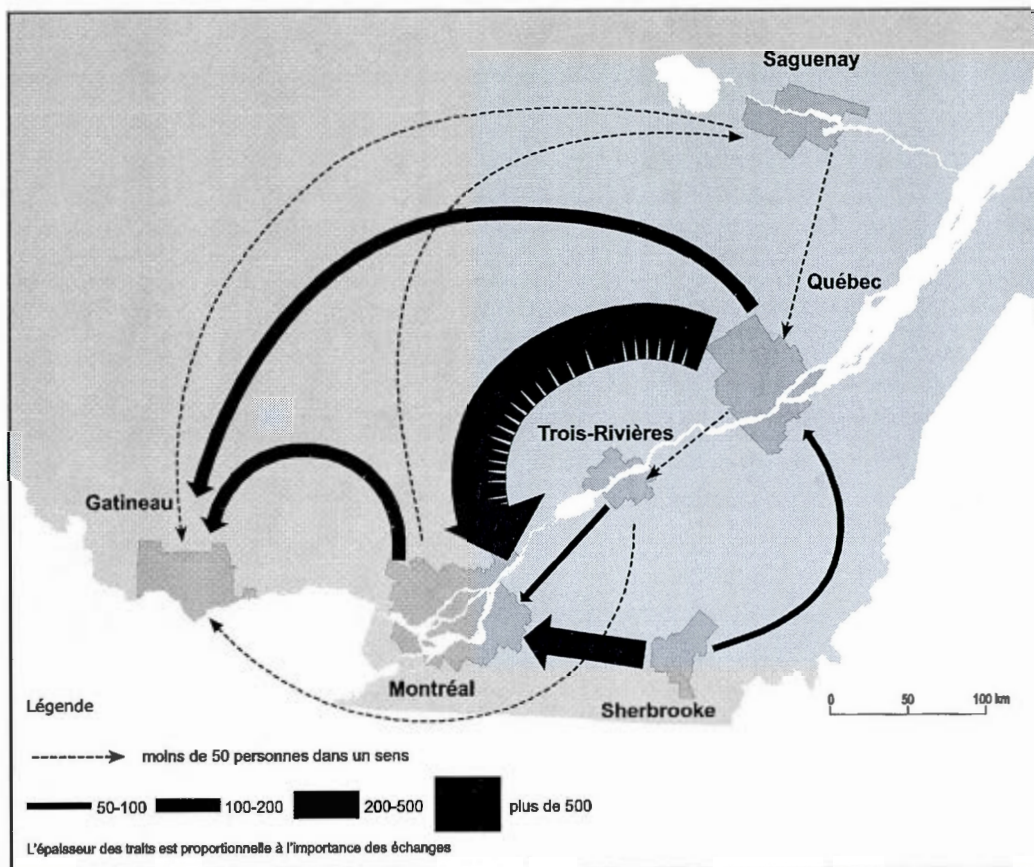 Saguenay
Québec
Trois-Rivières
Gatineau
Montréal
Sherbrooke
0 50 100 km
Légende
moins de 50 personnes dans un sens
50-100 100-200 200-500 plus de 500
L'épaisseur des traits est proportionnelle à l'importance des échanges